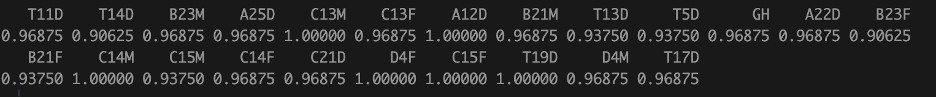 T11D T14D B23M A25D C13M C13F A12D B21M T13D T5D GH A22D B23F
0.96875 0.90625 0.96875 0.96875 1.00000 0.96875 1.00000 0.96875 0.93750 0.93750 0.96875 0.96875 0.90625
B21F C14M C15M C14F C21D D4F C15F T19D D4M T17D
0.93750 1.00000 0.93750 0.96875 0.96875 1.00000 1.00000 1.00000 0.96875 0.96875